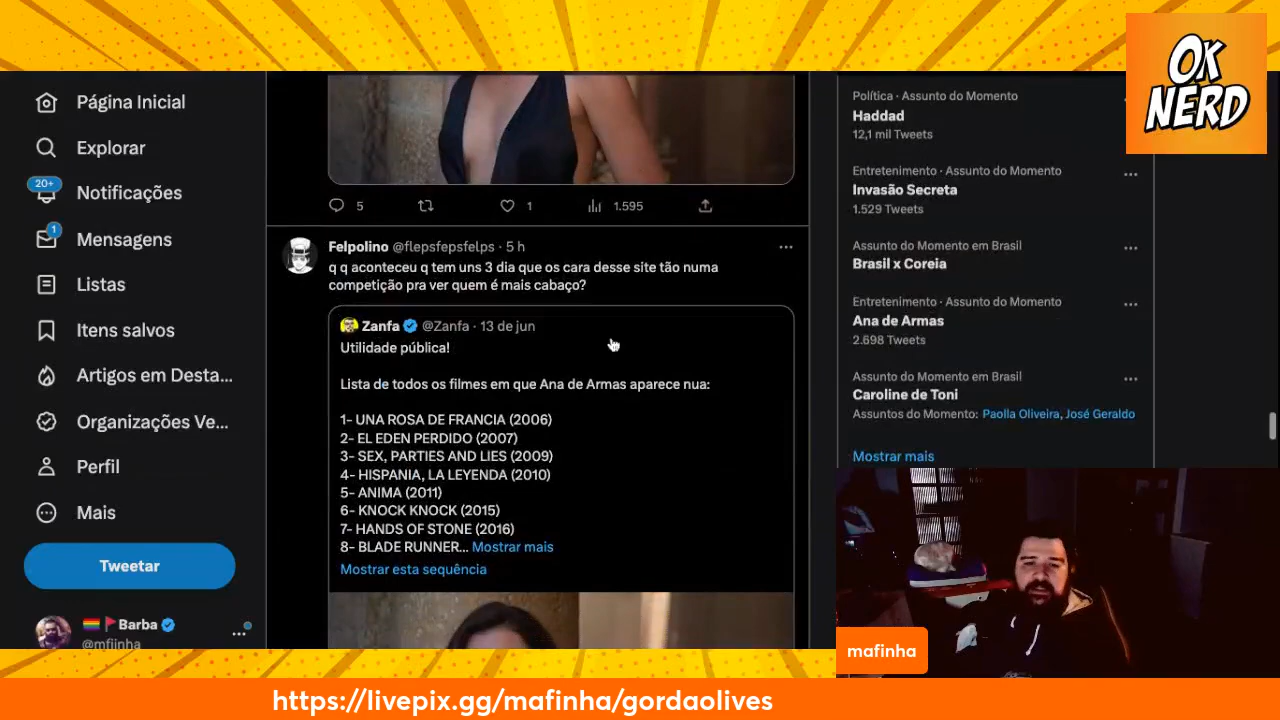 Página Inicial
Explorar
20+
Notificações
1
Mensagens
Listas
Itens salvos
Artigos em Desta...
Organizações Ve...
Perfil
Mais
Tweetar
Barba
@mfiinha
5
1
1.595
Felpolino @flepsfepsfelps · 5 h
q q aconteceu q tem uns 3 dia que os cara desse site tão numa
competição pra ver quem é mais cabaço?
Zanfa @Zanfa · 13 de jun
Utilidade pública!
Lista de todos os filmes em que Ana de Armas aparece nua:
1- UNA ROSA DE FRANCIA (2006)
2- EL EDEN PERDIDO (2007)
3- SEX, PARTIES AND LIES (2009)
4- HISPANIA, LA LEYENDA (2010)
5- ANIMA (2011)
6- KNOCK KNOCK (2015)
7- HANDS OF STONE (2016)
8- BLADE RUNNER... Mostrar mais
Mostrar esta sequência
Política · Assunto do Momento
Haddad
12,1 mil Tweets
Entretenimento · Assunto do Momento
Invasão Secreta
1.529 Tweets
Assunto do Momento em Brasil
Brasil x Coreia
Entretenimento · Assunto do Momento
Ana de Armas
2.698 Tweets
Assunto do Momento em Brasil
Caroline de Toni
Assuntos do Momento: Paolla Oliveira, José Geraldo
Mostrar mais
OK
NERD
mafinha
https://livepix.gg/mafinha/gordaolives